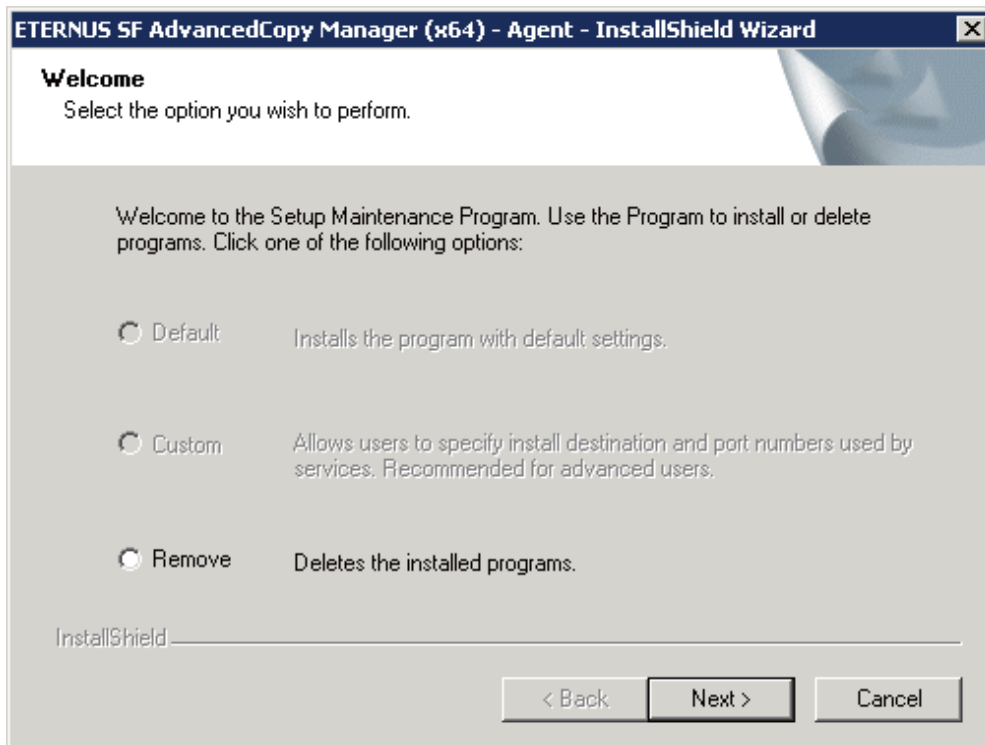 ETERNUS SF AdvancedCopy Manager (x64) - Agent - InstallShield Wizard
Welcome
Select the option you wish to perform.
Welcome to the Setup Maintenance Program. Use the Program to install or delete
programs. Click one of the following options:
Default Installs the program with default settings.
Custom Allows users to specify install destination and port numbers used by
services. Recommended for advanced users.
Remove Deletes the installed programs.
InstallShield
< Back Next > Cancel